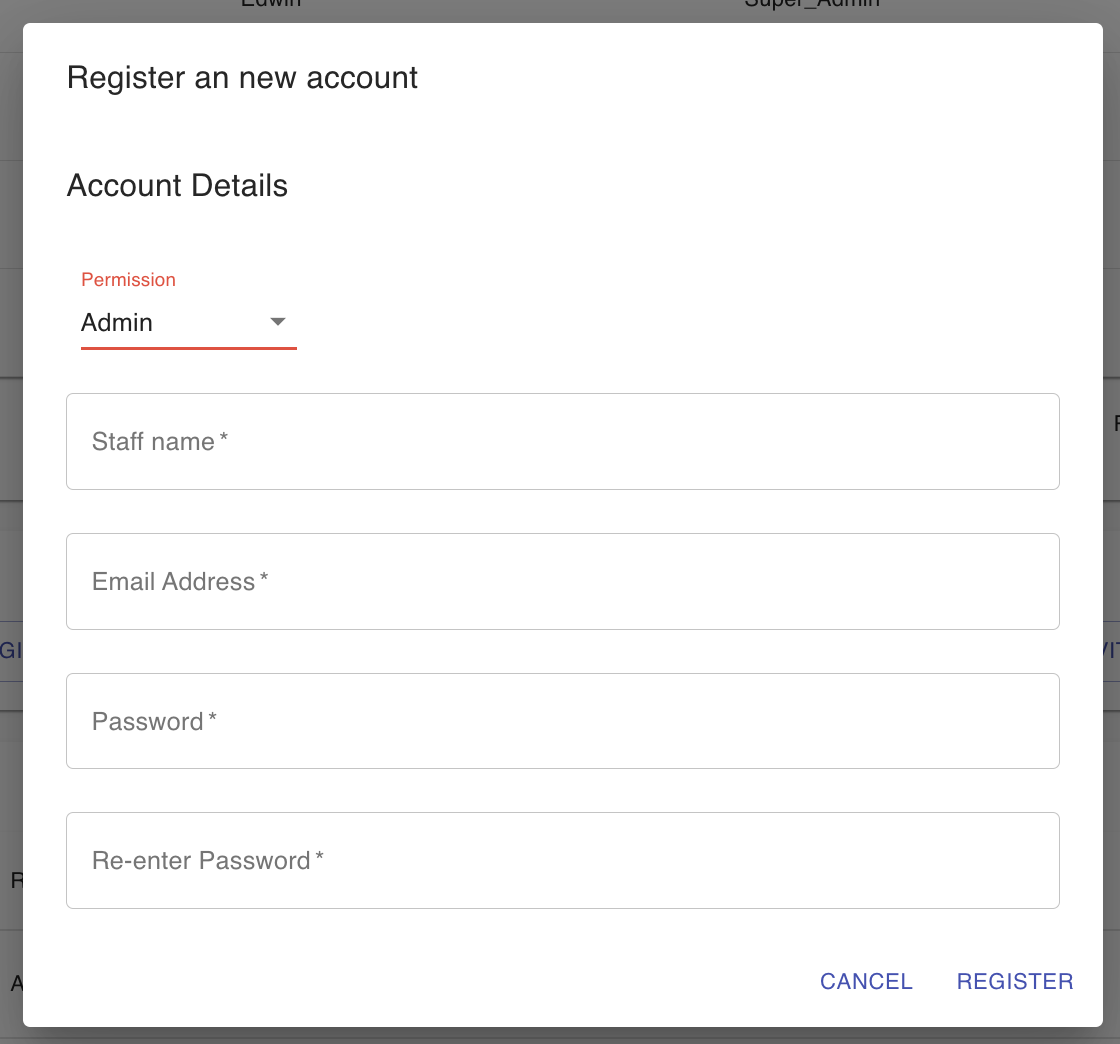 Edwin Super_Admin
Register an new account
Account Details
Permission
Admin
Staff name *
Email Address *
Password *
Re-enter Password *
CANCEL REGISTER